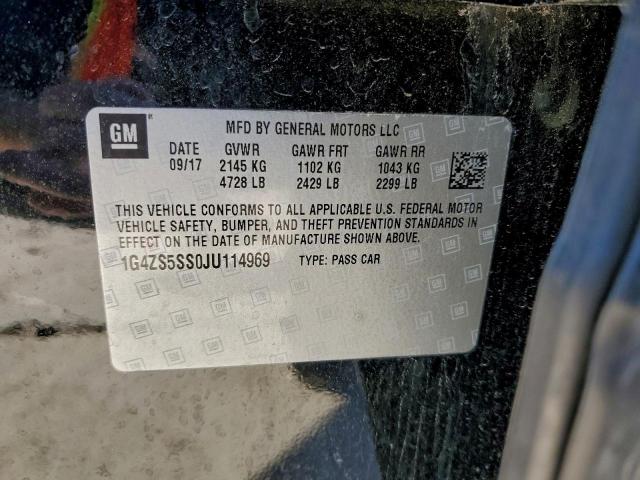 GM
MFD BY GENERAL MOTORS LLC
DATE GVWR GAWR FRT GAWR RR
09/17 2145 KG 1102 KG 1043 KG
4728 LB 2429 LB 2299 LB
THIS VEHICLE CONFORMS TO ALL APPLICABLE U.S. FEDERAL MOTOR
VEHICLE SAFETY, BUMPER, AND THEFT PREVENTION STANDARDS IN
EFFECT ON THE DATE OF MANUFACTURE SHOWN ABOVE.
1G4ZS5SS0JU114969 TYPE: PASS CAR